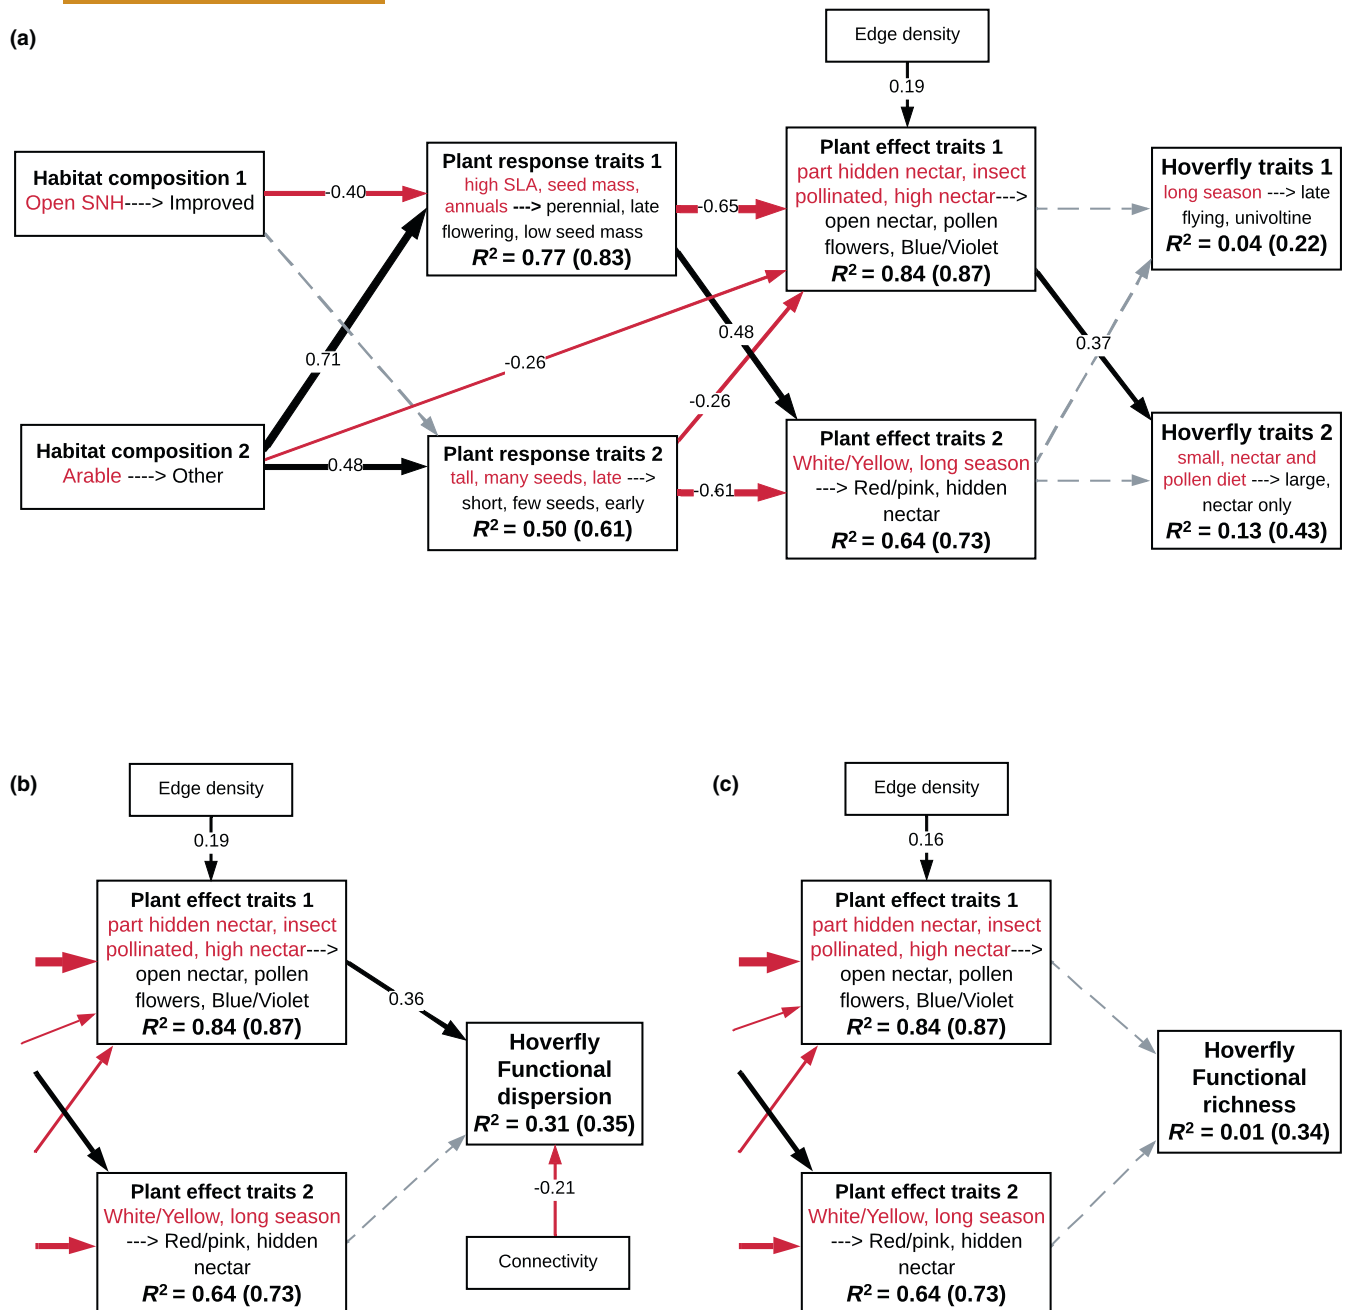 (a)
Edge density
0.19
Habitat composition 1
Open SNH----> Improved
-0.40
Plant response traits 1
high SLA, seed mass,
annuals ---> perennial, late
flowering, low seed mass
R² = 0.77 (0.83)
-0.65
Plant effect traits 1
part hidden nectar, insect
pollinated, high nectar--->
open nectar, pollen
flowers, Blue/Violet
R² = 0.84 (0.87)
Hoverfly traits 1
long season ---> late
flying, univoltine
R² = 0.04 (0.22)
0.71
-0.26
0.48
-0.26
0.37
Habitat composition 2
Arable ----> Other
0.48
Plant response traits 2
tall, many seeds, late --->
short, few seeds, early
R² = 0.50 (0.61)
-0.61
Plant effect traits 2
White/Yellow, long season
---> Red/pink, hidden
nectar
R² = 0.64 (0.73)
Hoverfly traits 2
small, nectar and
pollen diet ---> large,
nectar only
R² = 0.13 (0.43)
(b)
Edge density
0.19
Plant effect traits 1
part hidden nectar, insect
pollinated, high nectar--->
open nectar, pollen
flowers, Blue/Violet
R² = 0.84 (0.87)
0.36
Hoverfly
Functional
dispersion
R² = 0.31 (0.35)
-0.21
Connectivity
Plant effect traits 2
White/Yellow, long season
---> Red/pink, hidden
nectar
R² = 0.64 (0.73)
(c)
Edge density
0.16
Plant effect traits 1
part hidden nectar, insect
pollinated, high nectar--->
open nectar, pollen
flowers, Blue/Violet
R² = 0.84 (0.87)
Hoverfly
Functional
richness
R² = 0.01 (0.34)
Plant effect traits 2
White/Yellow, long season
---> Red/pink, hidden
nectar
R² = 0.64 (0.73)